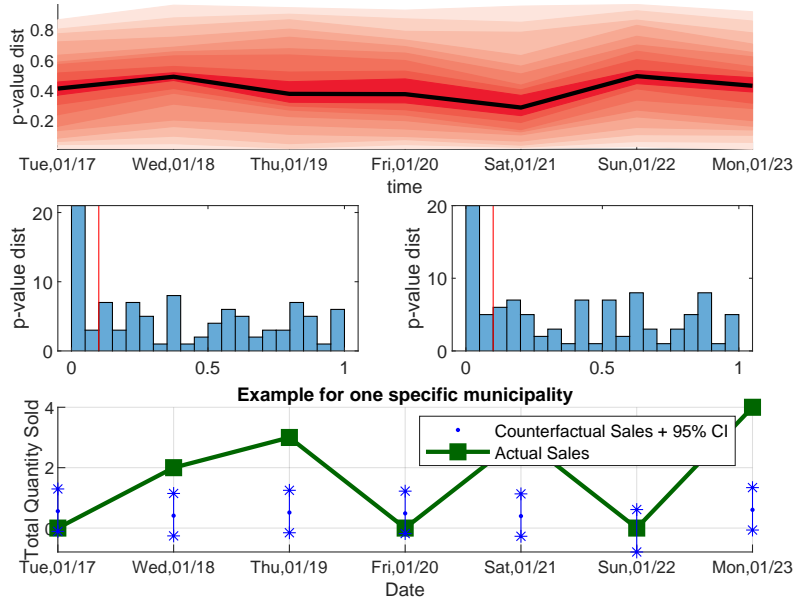 p-value dist
0.8
0.6
0.4
0.2
Tue,01/17 Wed,01/18 Thu,01/19 Fri,01/20 Sat,01/21 Sun,01/22 Mon,01/23
time
p-value dist
20
10
0
0 0.5 1
p-value dist
20
10
0
0 0.5 1
Example for one specific municipality
Total Quantity Sold
4
2
0
Counterfactual Sales + 95% CI
Actual Sales
Tue,01/17 Wed,01/18 Thu,01/19 Fri,01/20 Sat,01/21 Sun,01/22 Mon,01/23
Date